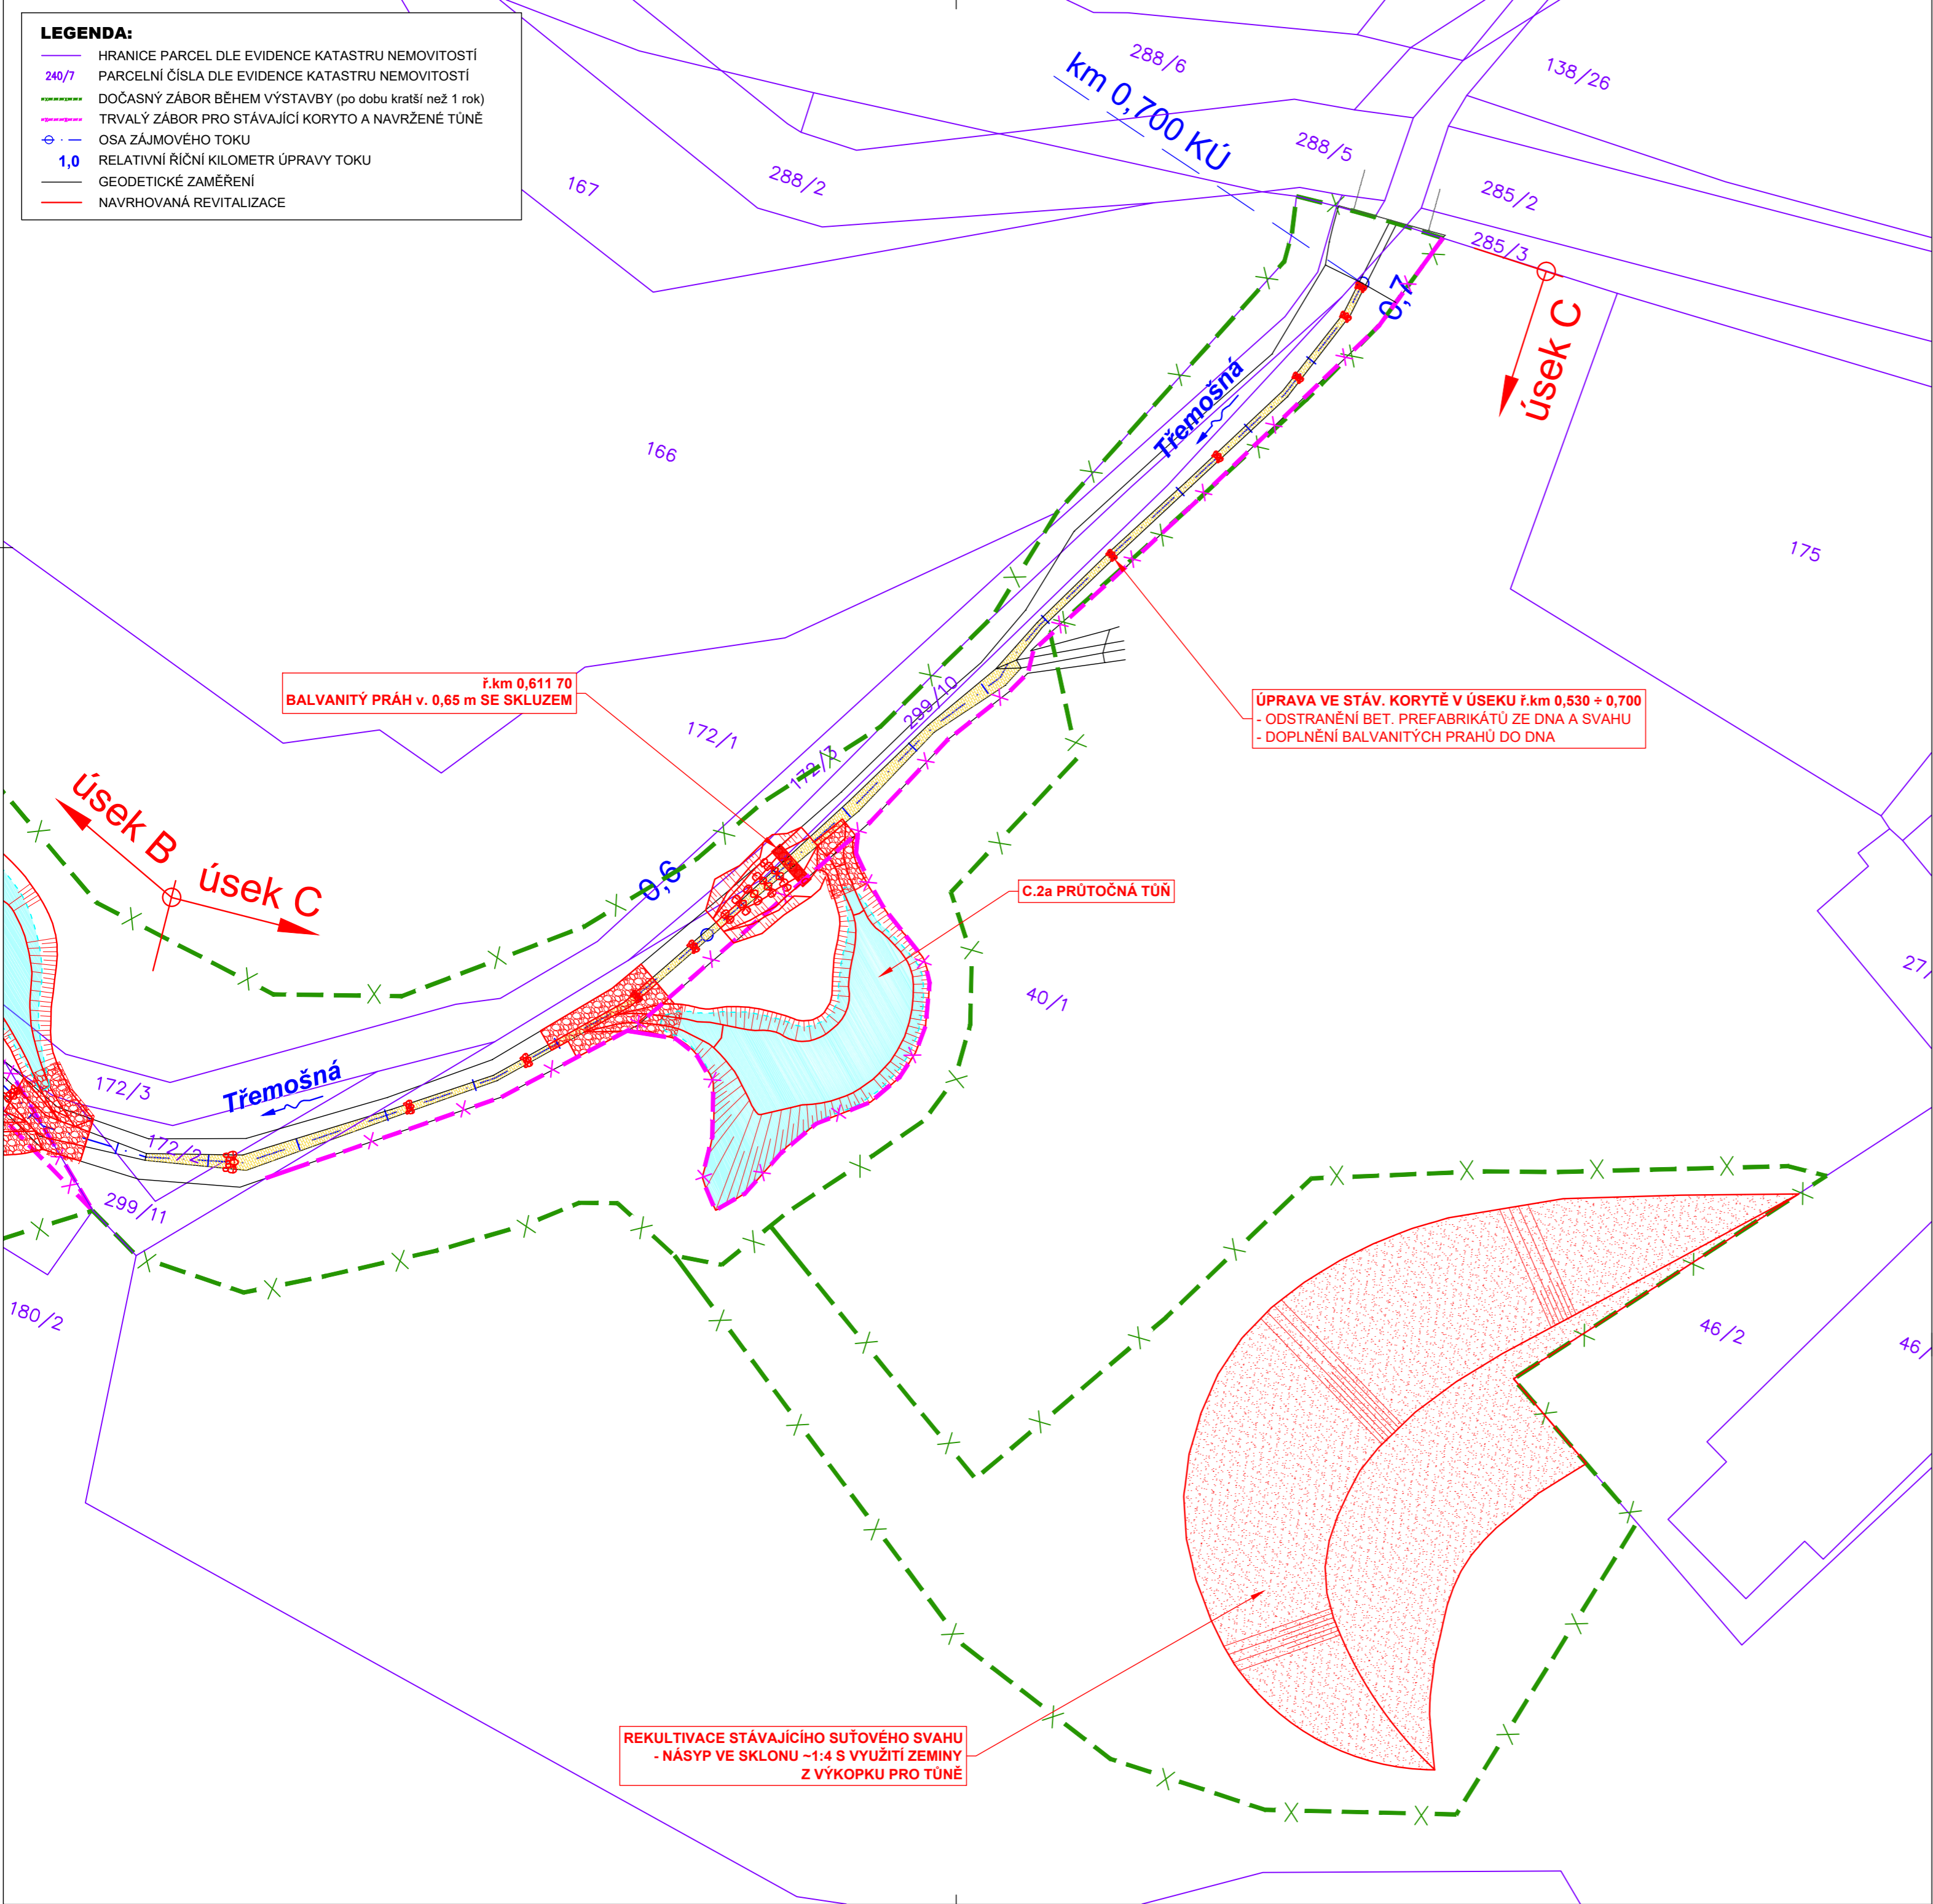 LEGENDA:
HRANICE PARCEL DLE EVIDENCE KATASTRU NEMOVITOSTÍ
240/7 PARCELNÍ ČÍSLA DLE EVIDENCE KATASTRU NEMOVITOSTÍ
DOČASNÝ ZÁBOR BĚHEM VÝSTAVBY (po dobu kratší než 1 rok)
TRVALÝ ZÁBOR PRO STÁVAJÍCÍ KORYTO A NAVRŽENÉ TŮNĚ
OSA ZÁJMOVÉHO TOKU
1,0 RELATIVNÍ ŘÍČNÍ KILOMETR ÚPRAVY TOKU
GEODETICKÉ ZAMĚŘENÍ
NAVRHOVANÁ REVITALIZACE
288/6
138/26
km 0,700 KÚ
288/5
167
288/2
285/2
285/3
0,7
úsek C
Třemošná
166
175
ř.km 0,611 70
BALVANITÝ PRÁH v. 0,65 m SE SKLUZEM
299/10
172/1
172/3
ÚPRAVA VE STÁV. KORYTĚ V ÚSEKU ř.km 0,530 ÷ 0,700
- ODSTRANĚNÍ BET. PREFABRIKÁTŮ ZE DNA A SVAHU
- DOPLNĚNÍ BALVANITÝCH PRAHŮ DO DNA
úsek B
úsek C
0,6
C.2a PRŮTOČNÁ TŮŇ
40/1
27/
172/3
Třemošná
172/2
299/11
180/2
46/2
46/
REKULTIVACE STÁVAJÍCÍHO SUŤOVÉHO SVAHU
- NÁSYP VE SKLONU ~1:4 S VYUŽITÍ ZEMINY
Z VÝKOPKU PRO TŮNĚ